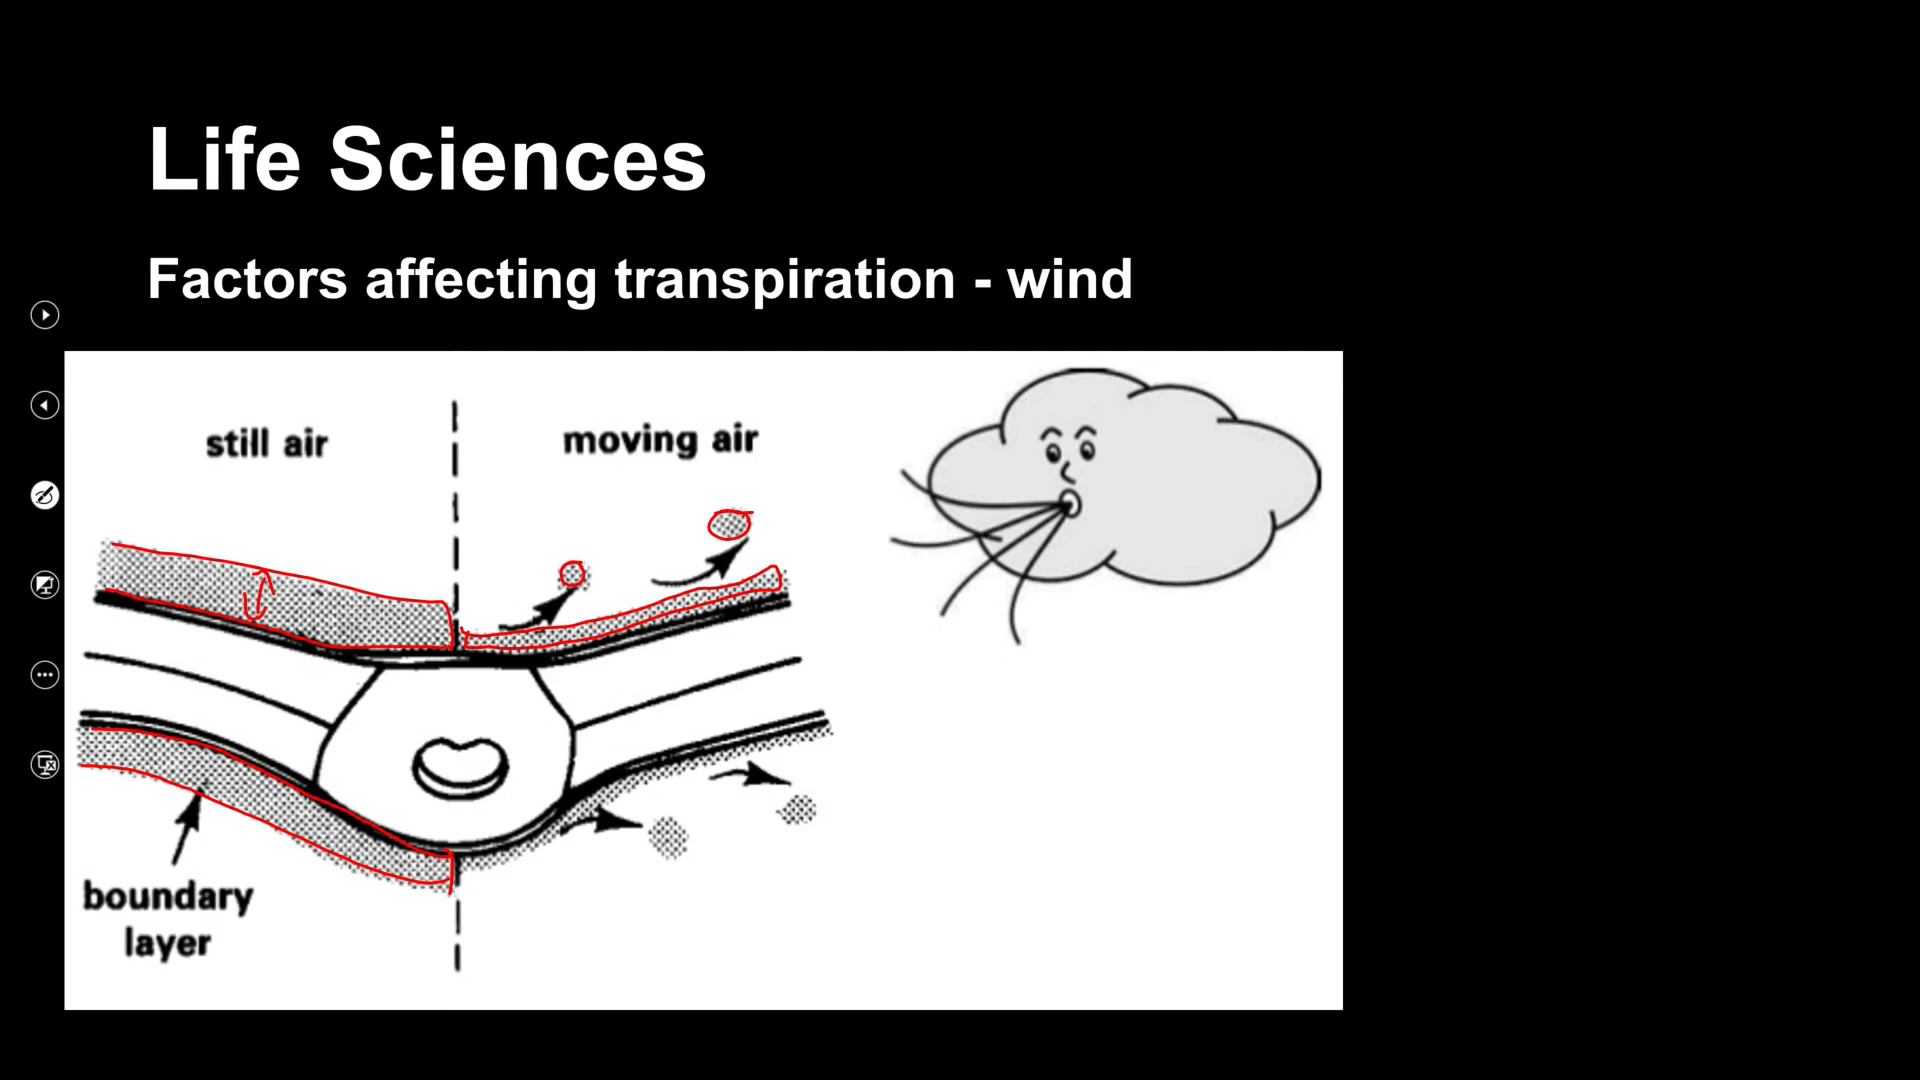 Life Sciences
Factors affecting transpiration - wind
still air
moving air
boundary
layer